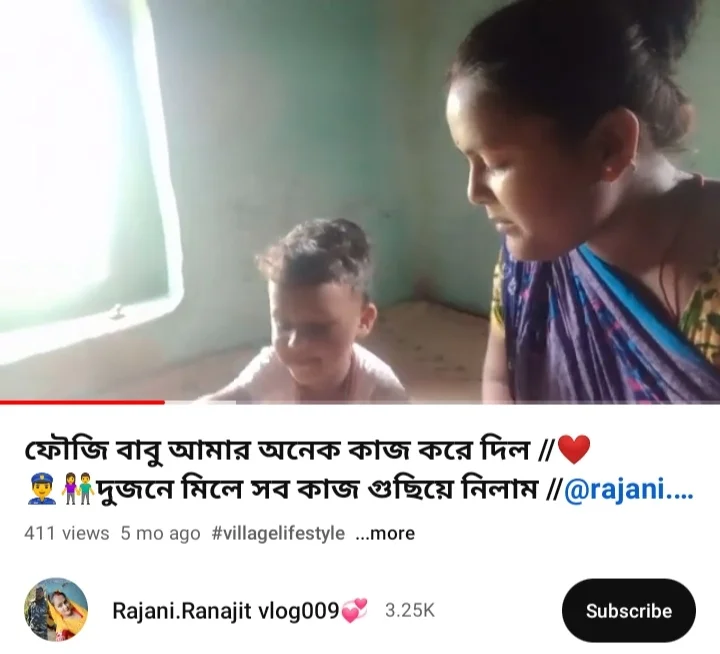 ফৌজি বাবু আমার অনেক কাজ করে দিল //❤️
👮👫দুজনে মিলে সব কাজ গুছিয়ে নিলাম //@rajani....
411 views 5 mo ago #villagelifestyle ...more
Rajani.Ranajit vlog009💞 3.25K
Subscribe